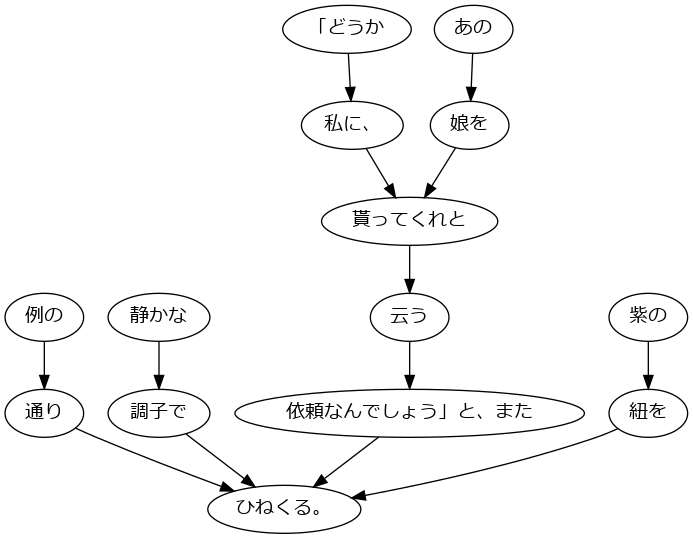 「どうか
あの
私に、
娘を
貰ってくれと
例の
静かな
云う
紫の
通り
調子で
依頼なんでしょう」と、また
紐を
ひねくる。